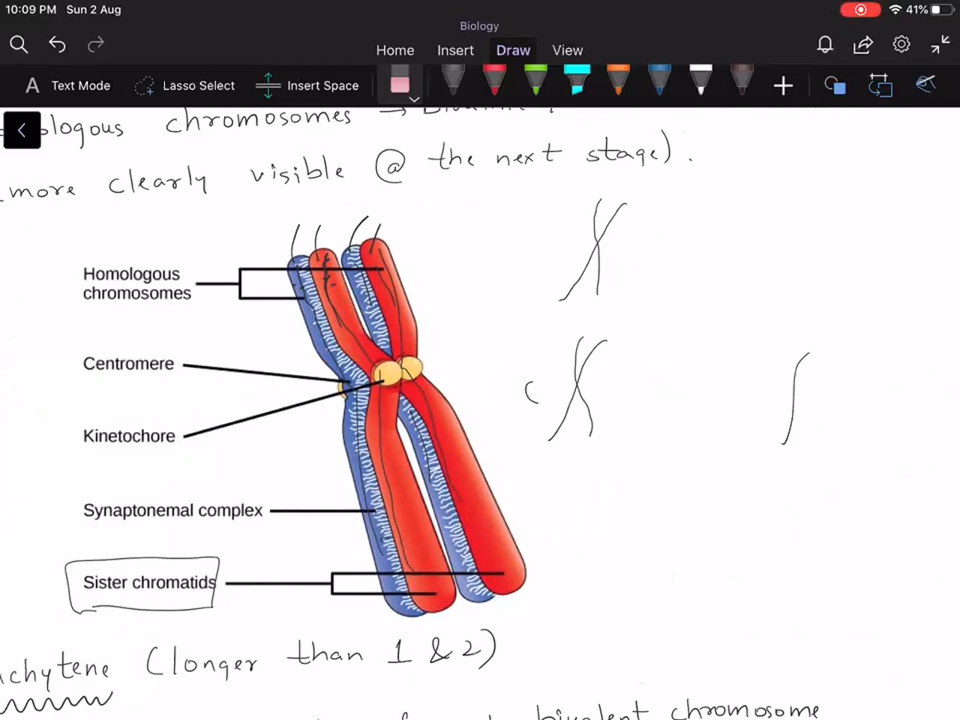 10:09 PM Sun 2 Aug
41%
Biology
Home Insert Draw View
Text Mode Lasso Select Insert Space
ologous chromosomes →
more clearly visible @ the next stage).
Homologous
chromosomes
Centromere
Kinetochore
Synaptonemal complex
Sister chromatids
achytene (longer than 1 & 2)
bivalent chromosome